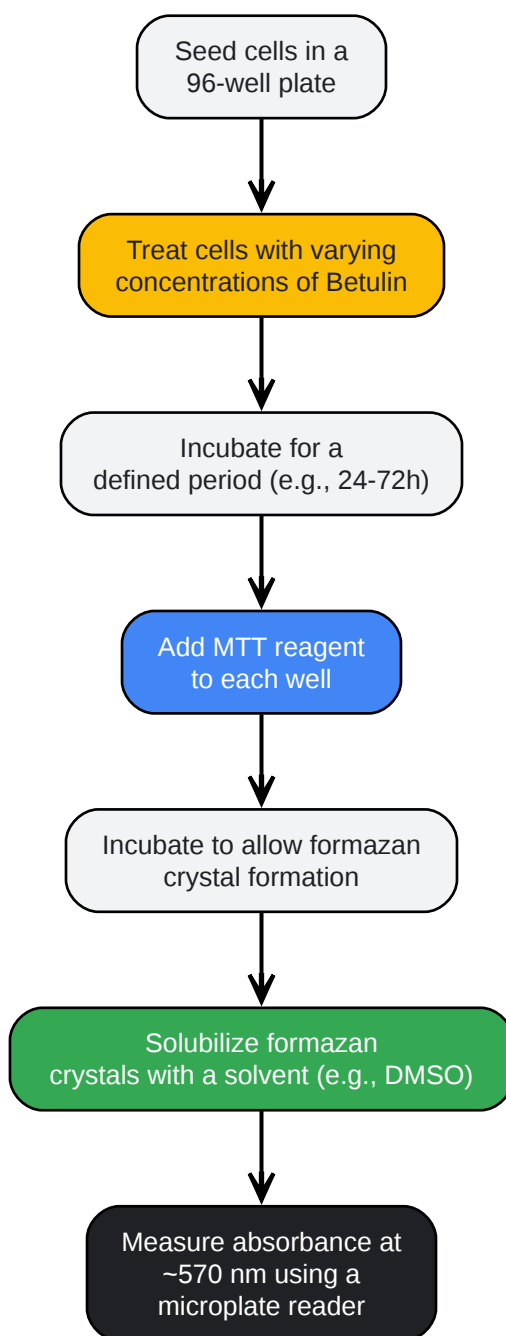 Seed cells in a
96-well plate
Treat cells with varying
concentrations of Betulin
Incubate for a
defined period (e.g., 24-72h)
Add MTT reagent
to each well
Incubate to allow formazan
crystal formation
Solubilize formazan
crystals with a solvent (e.g., DMSO)
Measure absorbance at
~570 nm using a
microplate reader